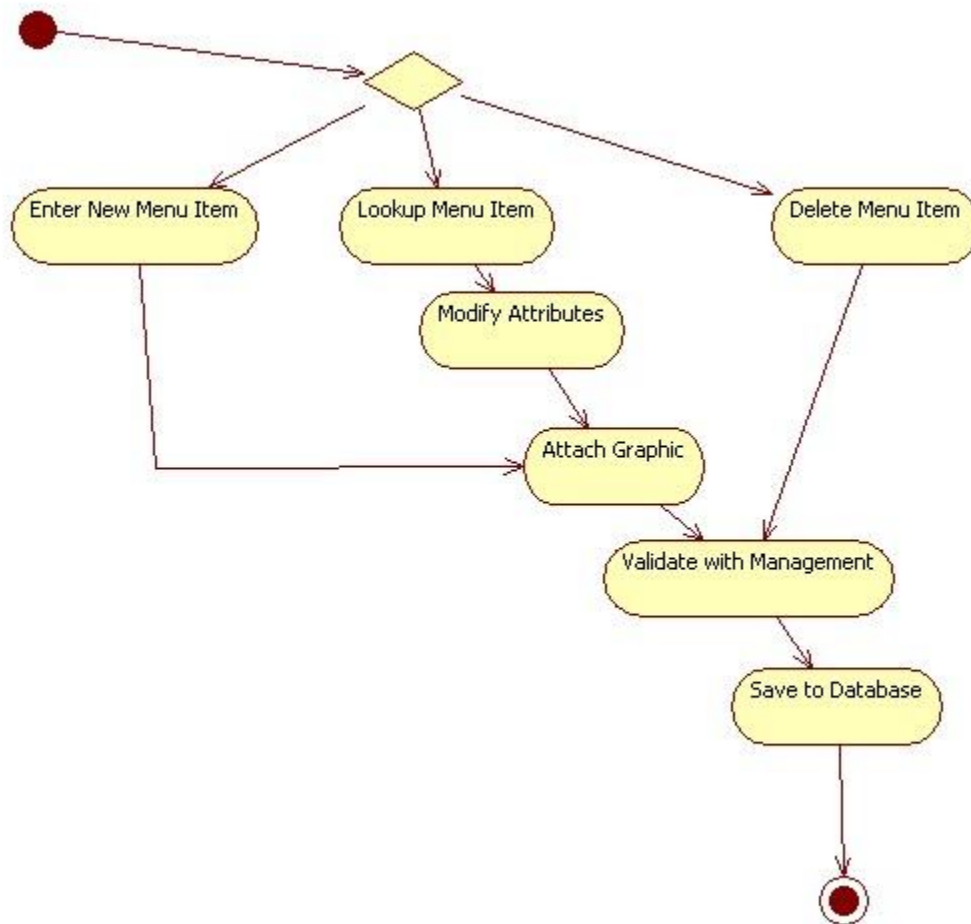 Enter New Menu Item
Lookup Menu Item
Delete Menu Item
Modify Attributes
Attach Graphic
Validate with Management
Save to Database